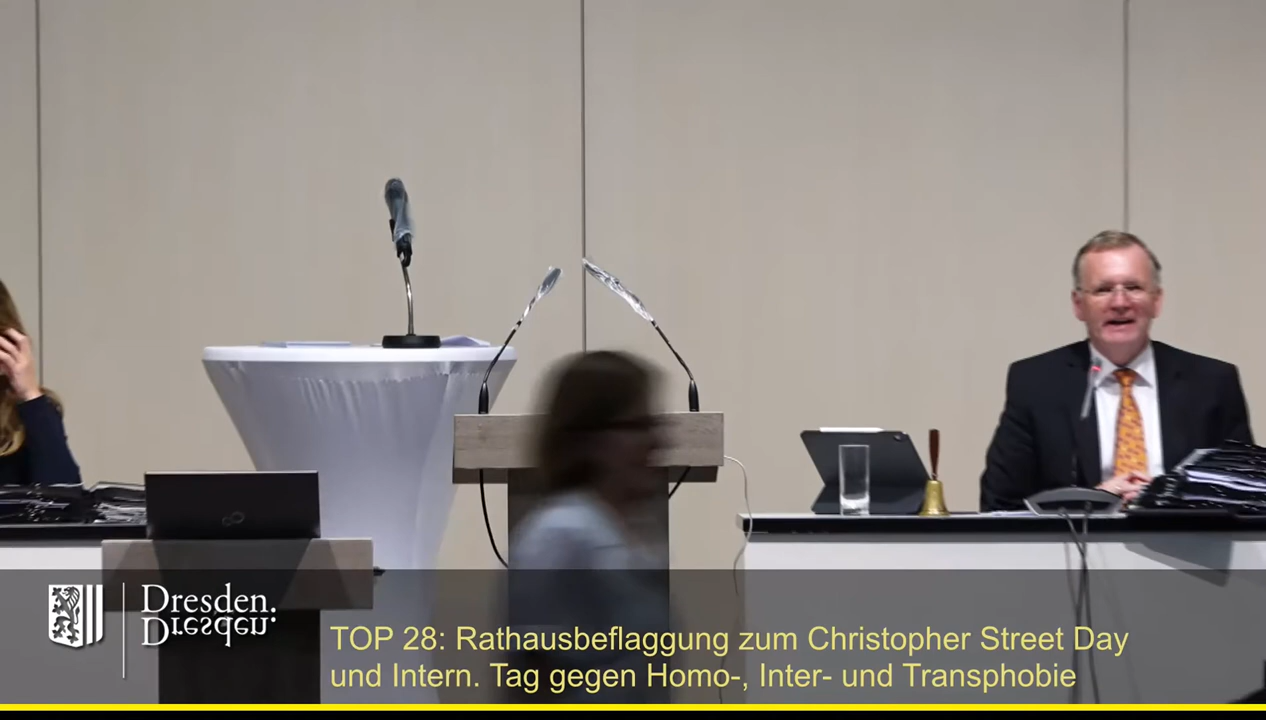 Dresden.
Dresden.
TOP 28: Rathausbeflaggung zum Christopher Street Day
und Intern. Tag gegen Homo-, Inter- und Transphobie